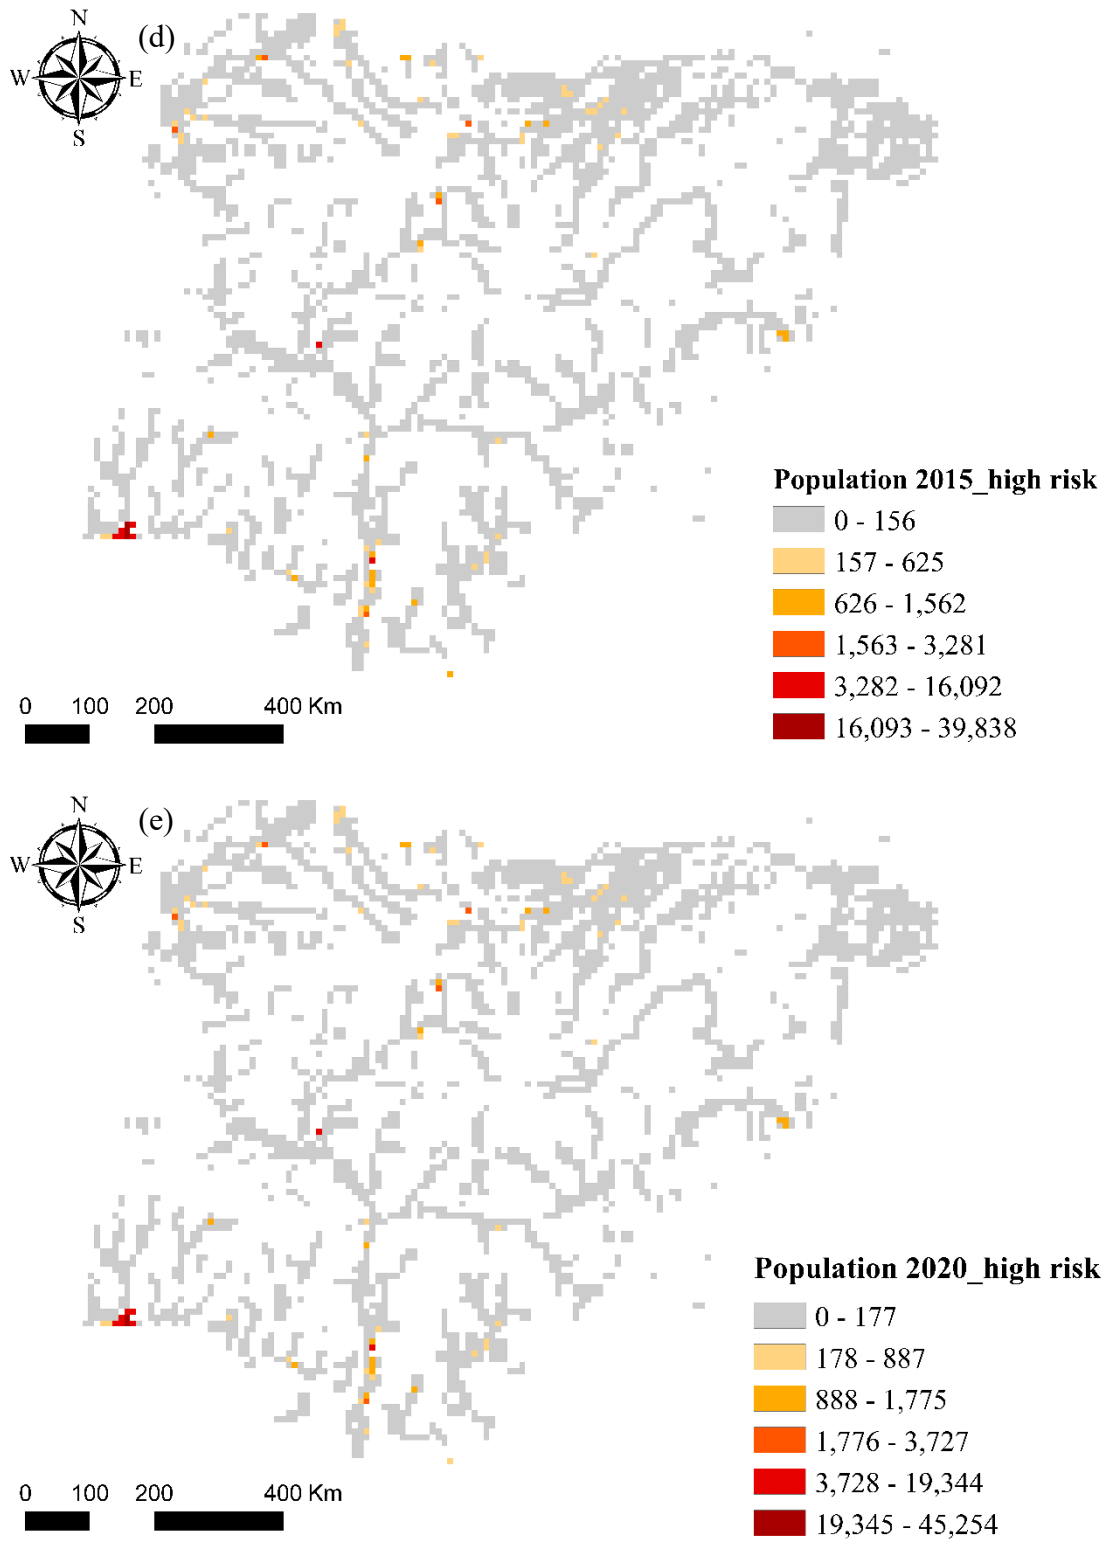 N
(d)
W E
S
Population 2015_high risk
0 - 156
157 - 625
626 - 1,562
1,563 - 3,281
3,282 - 16,092
16,093 - 39,838
0 100 200 400 Km
N
(e)
W E
S
Population 2020_high risk
0 - 177
178 - 887
888 - 1,775
1,776 - 3,727
3,728 - 19,344
19,345 - 45,254
0 100 200 400 Km